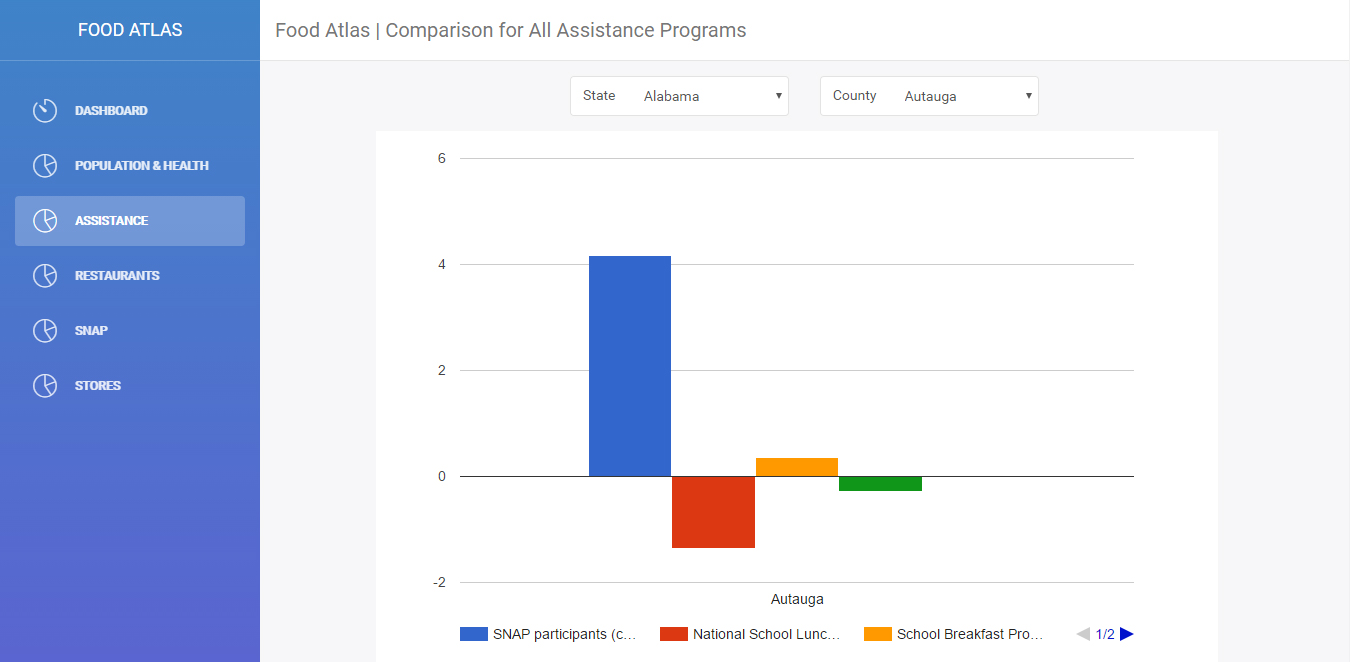 FOOD ATLAS
DASHBOARD
POPULATION & HEALTH
ASSISTANCE
RESTAURANTS
SNAP
STORES
Food Atlas | Comparison for All Assistance Programs
State Alabama
County Autauga
6
4
2
0
-2
Autauga
SNAP participants (c...
National School Lunc...
School Breakfast Pro...
1/2